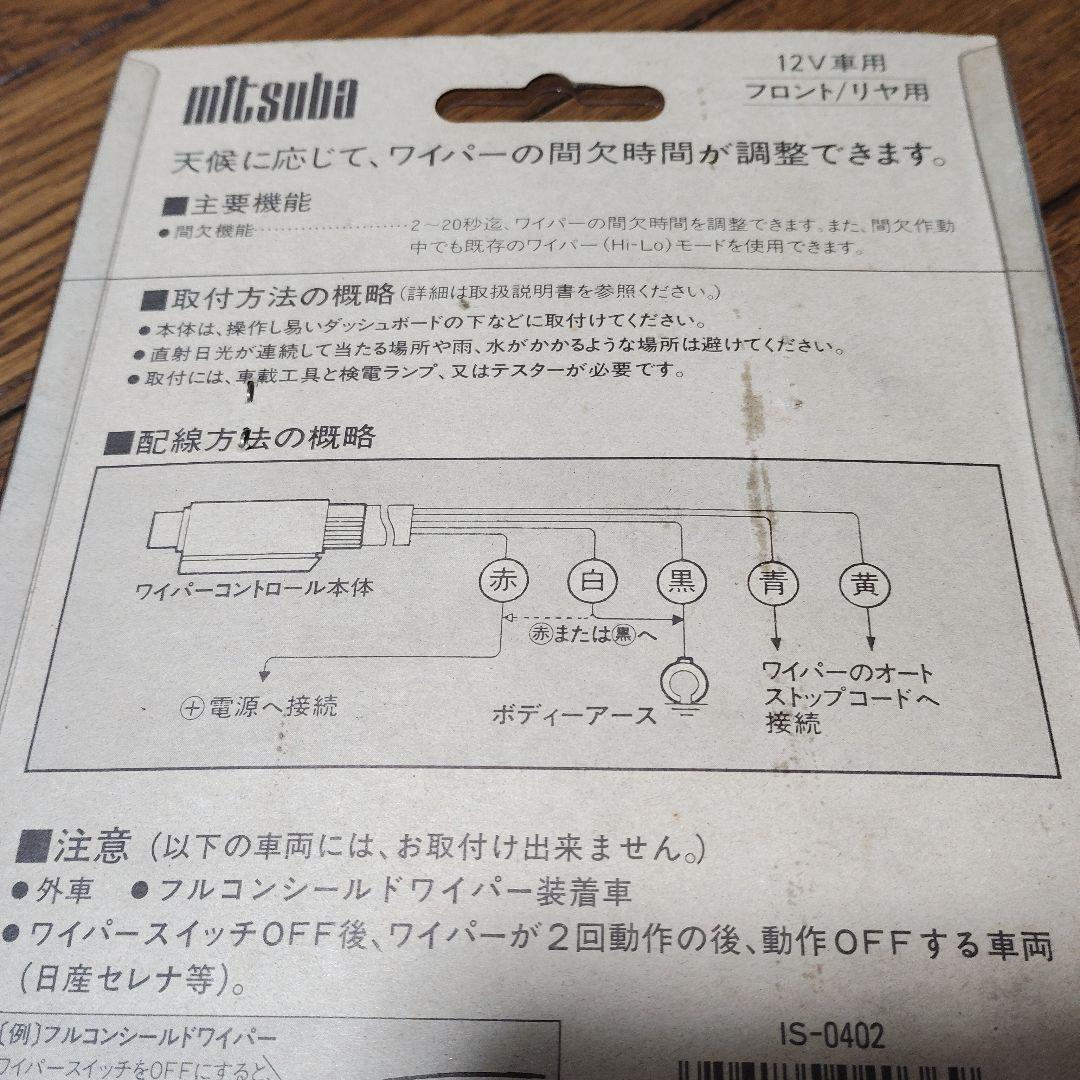 mitsuba
12V車用
フロント/リヤ用
天候に応じて、ワイパーの間欠時間が調整できます。
■主要機能
●間欠機能……………………2〜20秒迄、ワイパーの間欠時間を調整できます。また、間欠作動
中でも既存のワイパー(Hi-Lo)モードを使用できます。
■取付方法の概略(詳細は取扱説明書を参照ください。)
●本体は、操作し易いダッシュボードの下などに取付けてください。
●直射日光が連続して当たる場所や雨、水がかかるような場所は避けてください。
●取付には、車載工具と検電ランプ、又はテスターが必要です。
■配線方法の概略
ワイパーコントロール本体
赤 白 黒 青 黄
赤または黒へ
⊕電源へ接続
ボディーアース
ワイパーのオート
ストップコードへ
接続
■注意(以下の車両には、お取付け出来ません。)
●外車 ●フルコンシールドワイパー装着車
●ワイパースイッチOFF後、ワイパーが2回動作の後、動作OFFする車両
(日産セレナ等)。
〔例〕フルコンシールドワイパー
ワイパースイッチをOFFにすると、
IS-0402